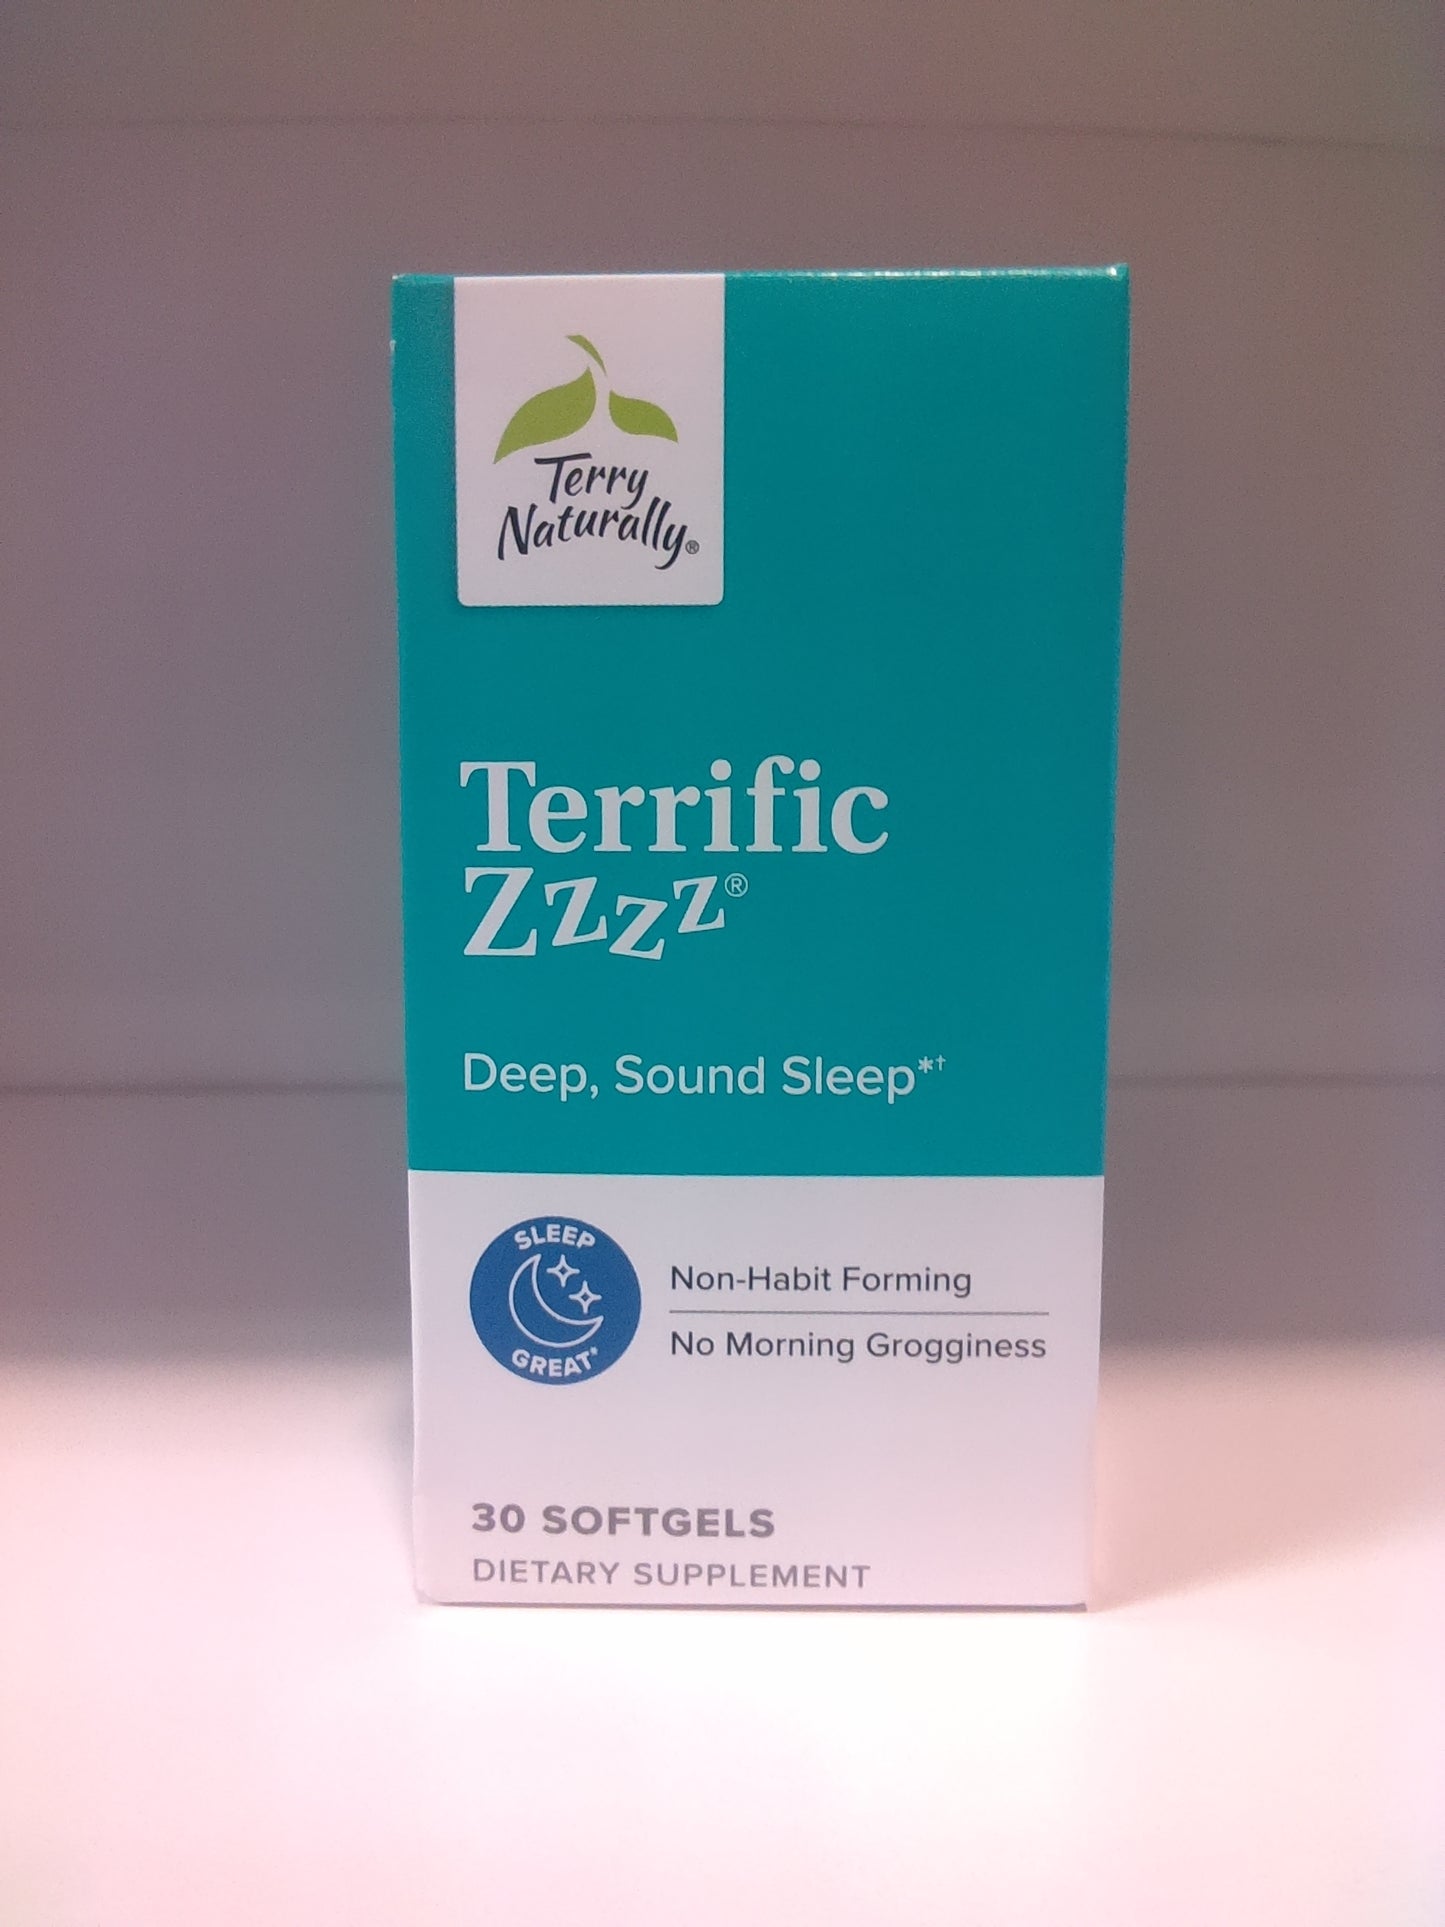 Terry
Naturally®
Terrific
Zzzz®
Deep, Sound Sleep*†
SLEEP
GREAT*
Non-Habit Forming
No Morning Grogginess
30 SOFTGELS
DIETARY SUPPLEMENT